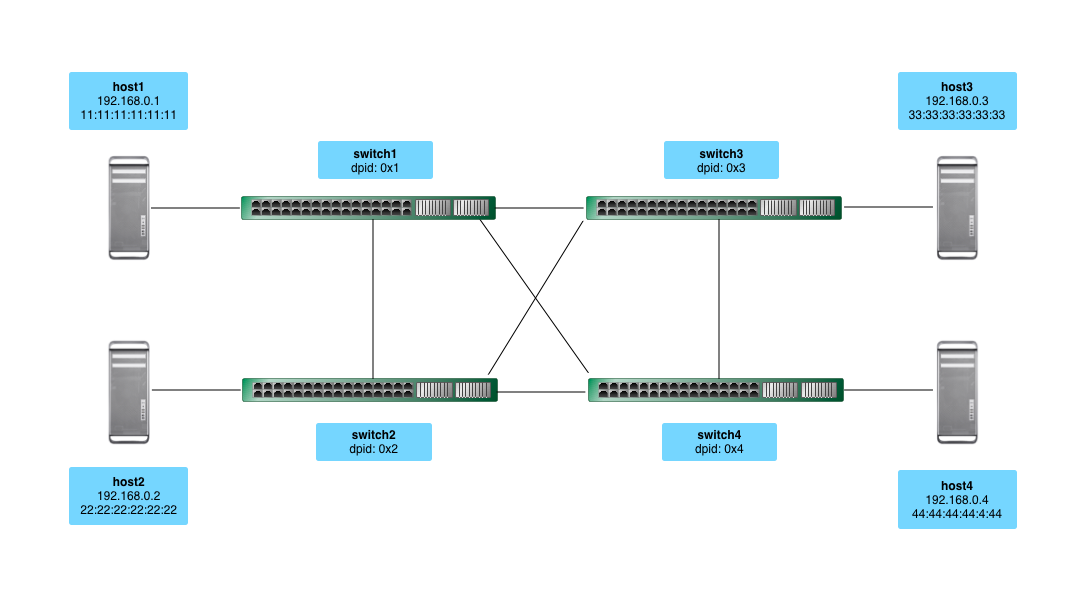 host1
192.168.0.1
11:11:11:11:11:11
host3
192.168.0.3
33:33:33:33:33:33
switch1
dpid: 0x1
switch3
dpid: 0x3
switch2
dpid: 0x2
switch4
dpid: 0x4
host2
192.168.0.2
22:22:22:22:22:22
host4
192.168.0.4
44:44:44:44:4:44